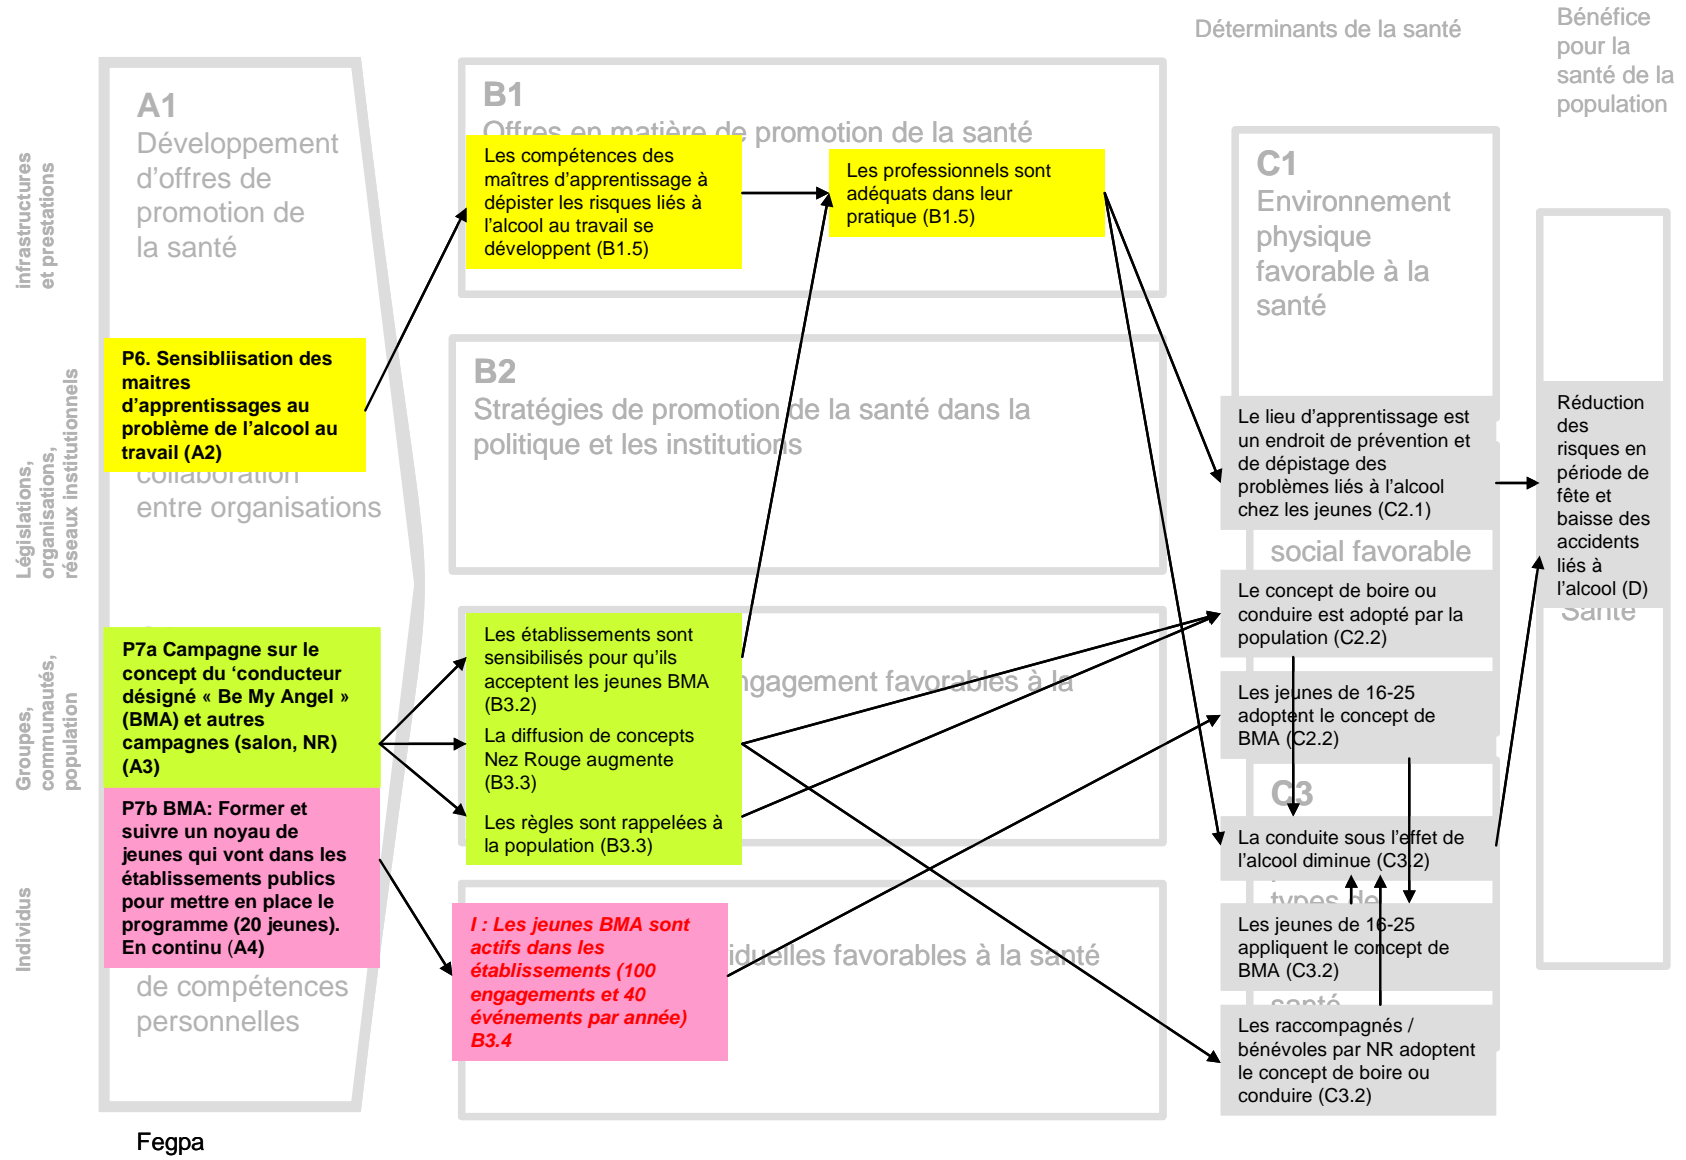 Déterminants de la santé
Bénéfice
pour la
santé de la
population
infrastructures
et prestations
Législations,
organisations,
réseaux institutionnels
Groupes,
communautés,
population
Individus
A1
Développement
d'offres de
promotion de
la santé
P6. Sensibliisation des
maitres
d'apprentissages au
problème de l'alcool au
travail (A2)
collaboration
entre organisations
P7a Campagne sur le
concept du 'conducteur
désigné « Be My Angel »
(BMA) et autres
campagnes (salon, NR)
(A3)
P7b BMA: Former et
suivre un noyau de
jeunes qui vont dans les
établissements publics
pour mettre en place le
programme (20 jeunes).
En continu (A4)
de compétences
personnelles
B1
Offres en matière de promotion de la santé
Les compétences des
maîtres d'apprentissage à
dépister les risques liés à
l'alcool au travail se
développent (B1.5)
Les professionnels sont
adéquats dans leur
pratique (B1.5)
B2
Stratégies de promotion de la santé dans la
politique et les institutions
Les établissements sont
sensibilisés pour qu'ils
acceptent les jeunes BMA
(B3.2)
ngagement favorables à la
La diffusion de concepts
Nez Rouge augmente
(B3.3)
Les règles sont rappelées à
la population (B3.3)
I : Les jeunes BMA sont
actifs dans les
établissements (100
engagements et 40
événements par année)
B3.4
iduelles favorables à la santé
C1
Environnement
physique
favorable à la
santé
Le lieu d'apprentissage est
un endroit de prévention et
de dépistage des
problèmes liés à l'alcool
chez les jeunes (C2.1)
social favorable
Le concept de boire ou
conduire est adopté par la
population (C2.2)
Les jeunes de 16-25
adoptent le concept de
BMA (C2.2)
C3
La conduite sous l'effet de
l'alcool diminue (C3.2)
types de
Les jeunes de 16-25
appliquent le concept de
BMA (C3.2)
santé
Les raccompagnés /
bénévoles par NR adoptent
le concept de boire ou
conduire (C3.2)
Réduction
des
risques en
période de
fête et
baisse des
accidents
liés à
l'alcool (D)
Santé
Fegpa